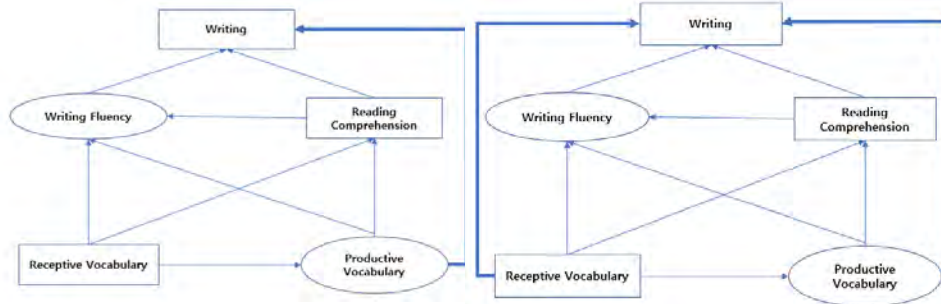 Writing
Writing Fluency
Reading
Comprehension
Receptive Vocabulary
Productive
Vocabulary
Writing
Writing Fluency
Reading
Comprehension
Receptive Vocabulary
Productive
Vocabulary